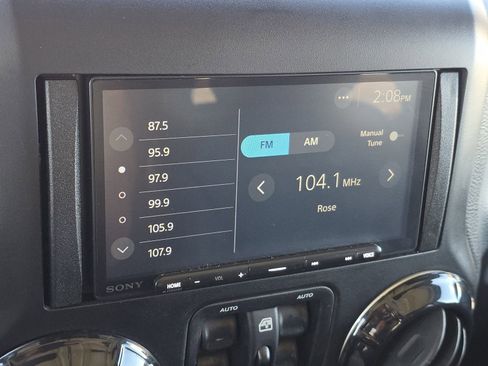 ••• 2:08PM
87.5
95.9
97.9
99.9
105.9
107.9
FM AM
Manual
Tune
104.1 MHz
Rose
HOME − VOL + VOICE
SONY
AUTO AUTO